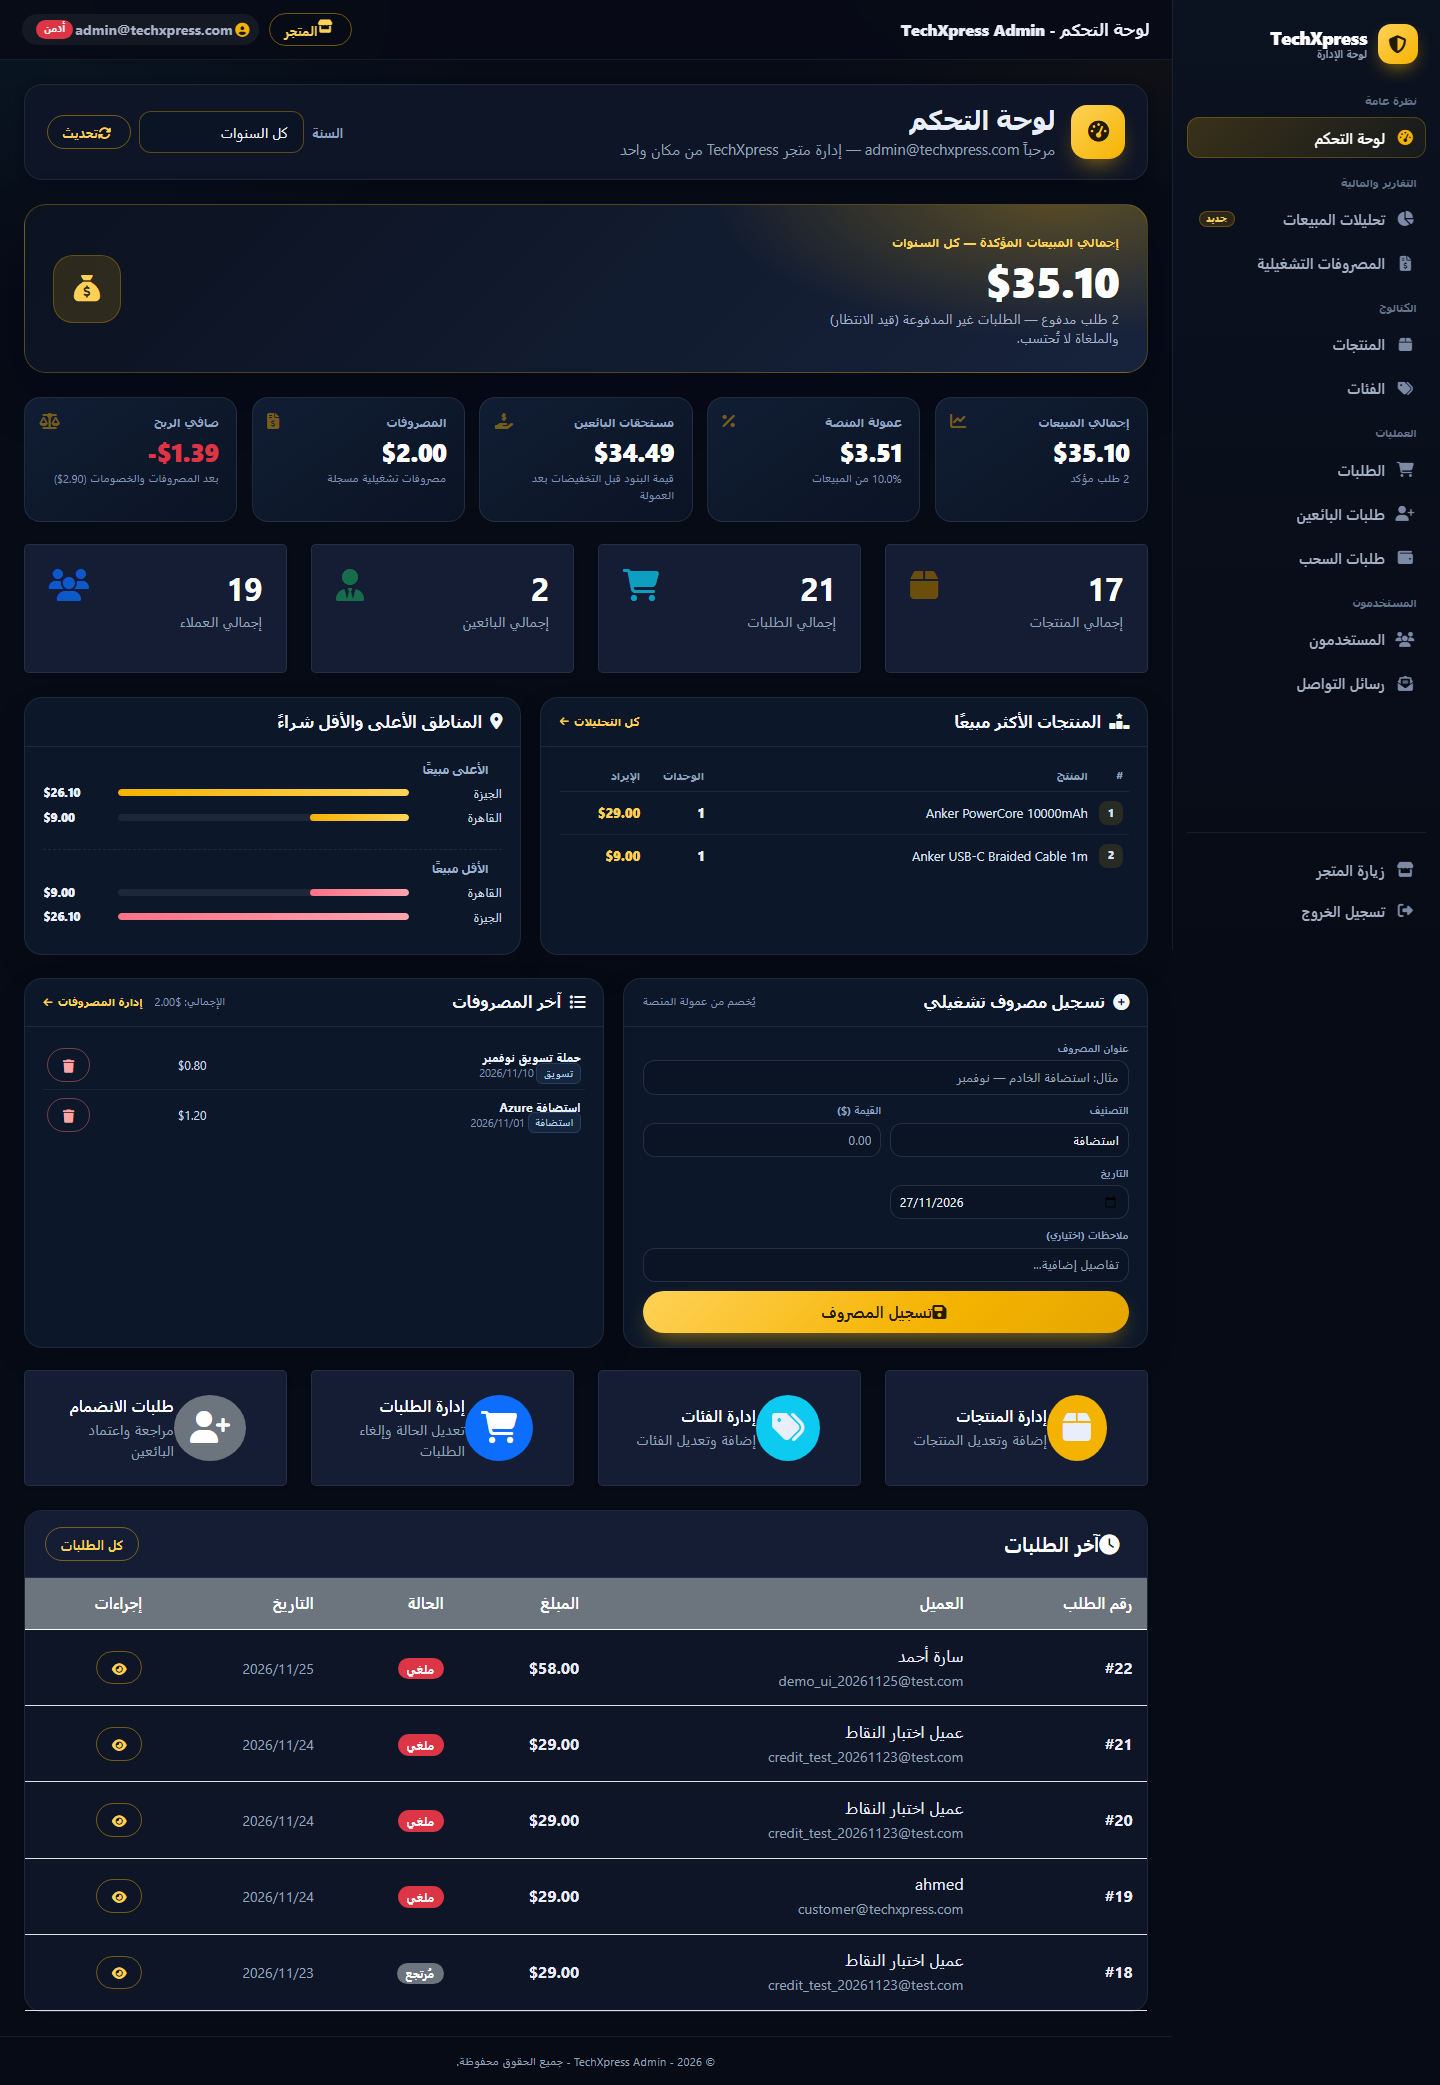 TechXpress
لوحة الإدارة
نظرة عامة
لوحة التحكم
التقارير والمالية
تحليلات المبيعات
جديد
المصروفات التشغيلية
الكتالوج
المنتجات
الفئات
العمليات
الطلبات
طلبات البائعين
طلبات السحب
المستخدمون
المستخدمون
رسائل التواصل
زيارة المتجر
تسجيل الخروج
لوحة التحكم - TechXpress Admin
المتجر
admin@techxpress.com
أدمن
لوحة التحكم
مرحباً admin@techxpress.com — إدارة متجر TechXpress من مكان واحد
السنة
كل السنوات
تحديث
إجمالي المبيعات المؤكدة — كل السنوات
$35.10
2 طلب مدفوع — الطلبات غير المدفوعة (قيد الانتظار)
والملغاة لا تُحتسب.
إجمالي المبيعات
$35.10
2 طلب مؤكد
عمولة المنصة
$3.51
10.0% من المبيعات
مستحقات البائعين
$34.49
قيمة البنود قبل التخفيضات بعد
العمولة
المصروفات
$2.00
مصروفات تشغيلية مسجلة
صافي الربح
-$1.39
بعد المصروفات والخصومات ($2.90)
17
إجمالي المنتجات
21
إجمالي الطلبات
2
إجمالي البائعين
19
إجمالي العملاء
المنتجات الأكثر مبيعًا
كل التحليلات ←
# المنتج الوحدات الإيراد
1 Anker PowerCore 10000mAh 1 $29.00
2 Anker USB-C Braided Cable 1m 1 $9.00
المناطق الأعلى والأقل شراءً
الأعلى مبيعًا
الجيزة $26.10
القاهرة $9.00
الأقل مبيعًا
القاهرة $9.00
الجيزة $26.10
تسجيل مصروف تشغيلي
يُخصم من عمولة المنصة
عنوان المصروف
مثال: استضافة الخادم — نوفمبر
التصنيف
القيمة ($)
استضافة
0.00
التاريخ
27/11/2026
ملاحظات (اختياري)
تفاصيل إضافية...
تسجيل المصروف
آخر المصروفات
الإجمالي: $2.00
إدارة المصروفات ←
حملة تسويق نوفمبر
تسويق 2026/11/10
$0.80
استضافة Azure
استضافة 2026/11/01
$1.20
إدارة المنتجات
إضافة وتعديل المنتجات
إدارة الفئات
إضافة وتعديل الفئات
إدارة الطلبات
تعديل الحالة وإلغاء
الطلبات
طلبات الانضمام
مراجعة واعتماد
البائعين
آخر الطلبات
كل الطلبات
رقم الطلب العميل المبلغ الحالة التاريخ إجراءات
#22 سارة أحمد $58.00 ملغي 2026/11/25
demo_ui_20261125@test.com
#21 عميل اختبار النقاط $29.00 ملغي 2026/11/24
credit_test_20261123@test.com
#20 عميل اختبار النقاط $29.00 ملغي 2026/11/24
credit_test_20261123@test.com
#19 ahmed $29.00 ملغي 2026/11/24
customer@techxpress.com
#18 عميل اختبار النقاط $29.00 مُرتجع 2026/11/23
credit_test_20261123@test.com
© 2026 - TechXpress Admin - جميع الحقوق محفوظة.